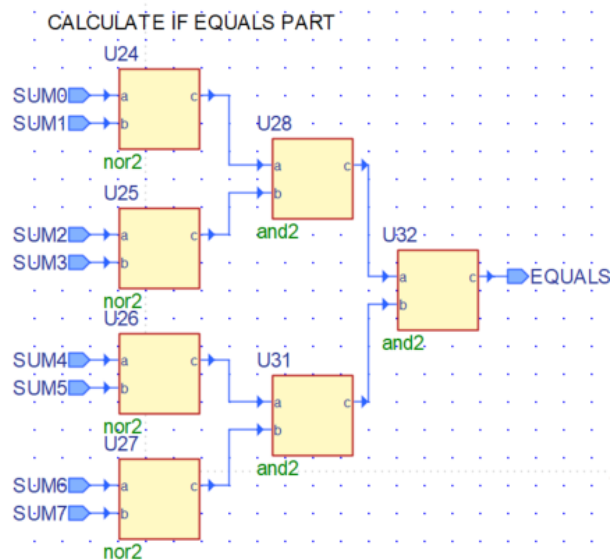 CALCULATE IF EQUALS PART
U24
SUM0 a c
SUM1 b
nor2
U28
a c
b
and2
U25
SUM2 a c
SUM3 b
nor2
U32
a c EQUALS
b
and2
U26
SUM4 a c
SUM5 b
nor2
U31
a c
b
and2
U27
SUM6 a c
SUM7 b
nor2